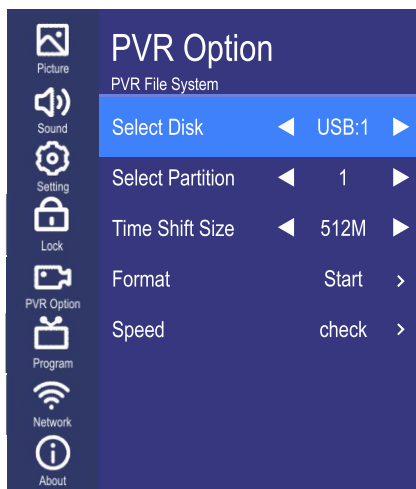 Picture
Sound
Setting
Lock
PVR Option
Program
Network
About
PVR Option
PVR File System
Select Disk USB:1
Select Partition 1
Time Shift Size 512M
Format Start
Speed check